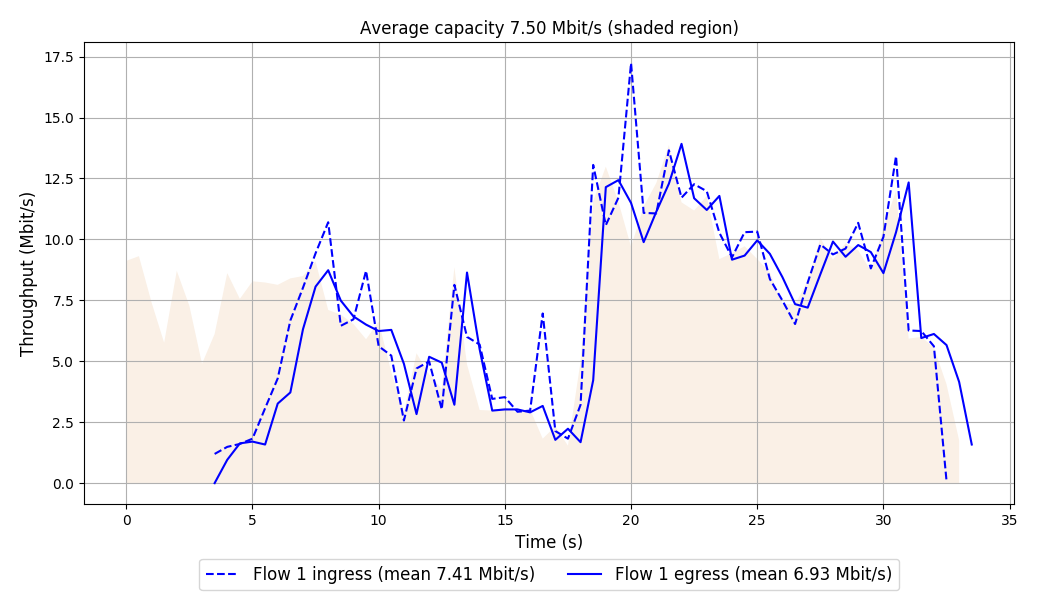 Average capacity 7.50 Mbit/s (shaded region)
17.5
15.0
12.5
10.0
7.5
5.0
2.5
0.0
Throughput (Mbit/s)
0 5 10 15 20 25 30 35
Time (s)
Flow 1 ingress (mean 7.41 Mbit/s) Flow 1 egress (mean 6.93 Mbit/s)